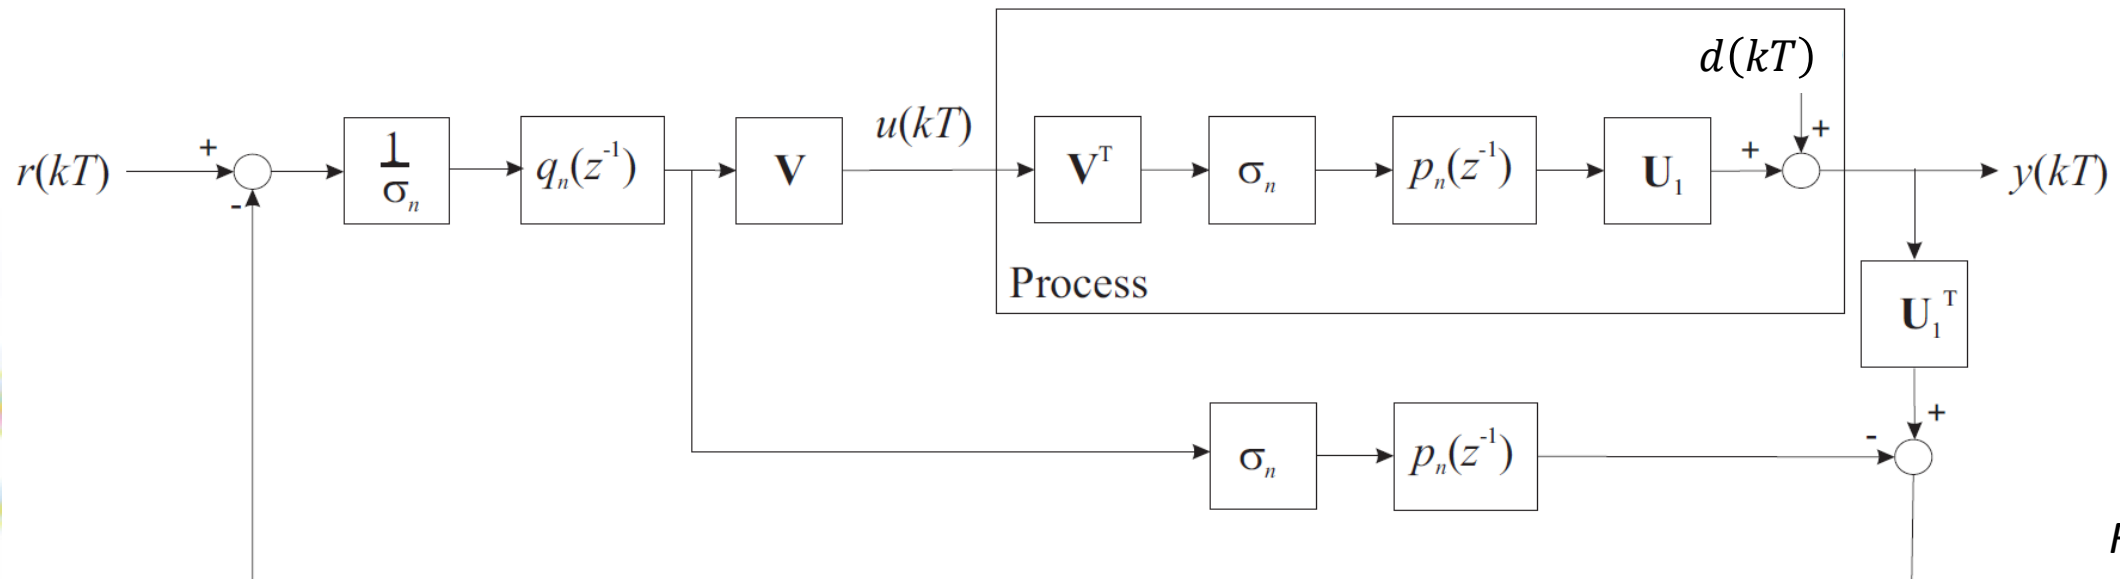 d(kT)
r(kT) + - 1/σₙ qₙ(z⁻¹) V u(kT) Vᵀ σₙ pₙ(z⁻¹) U₁ + + y(kT)
Process
U₁ᵀ
σₙ pₙ(z⁻¹) - +